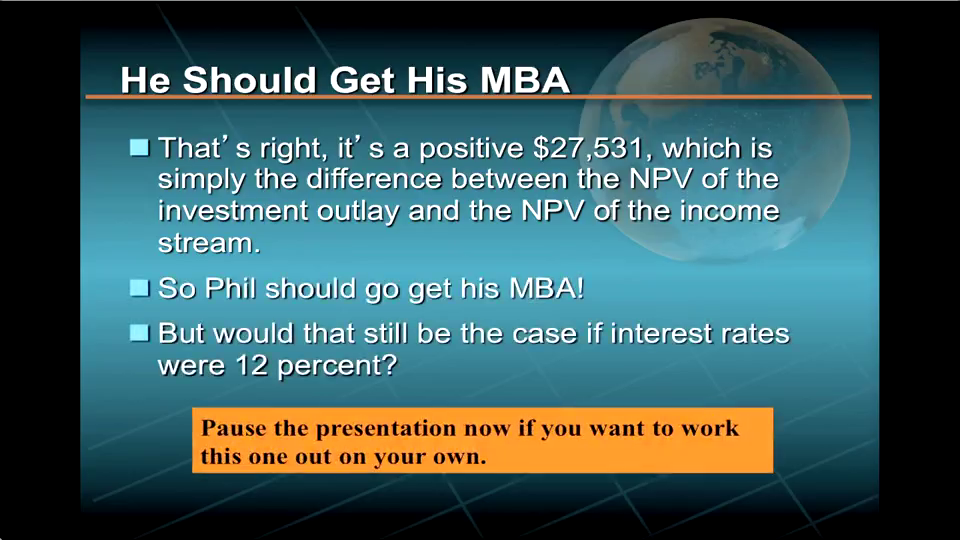 He Should Get His MBA
That's right, it's a positive $27,531, which is
simply the difference between the NPV of the
investment outlay and the NPV of the income
stream.
So Phil should go get his MBA!
But would that still be the case if interest rates
were 12 percent?
Pause the presentation now if you want to work
this one out on your own.